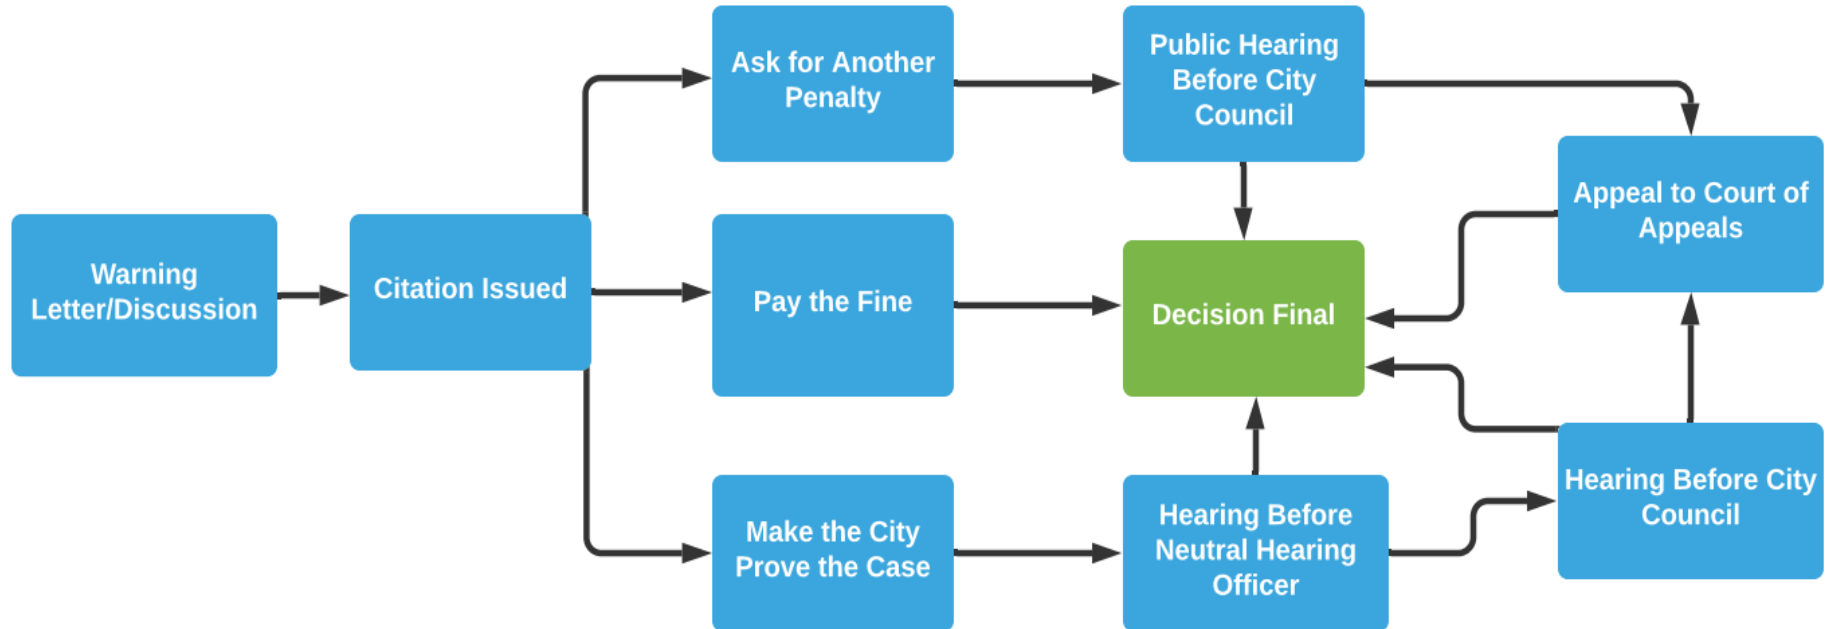 Warning
Letter/Discussion
Citation Issued
Ask for Another
Penalty
Pay the Fine
Make the City
Prove the Case
Public Hearing
Before City
Council
Decision Final
Hearing Before
Neutral Hearing
Officer
Appeal to Court of
Appeals
Hearing Before City
Council